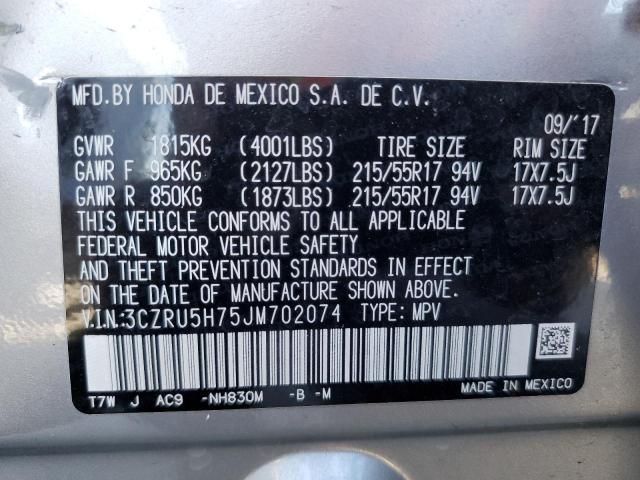 MFD.BY HONDA DE MEXICO S.A. DE C.V.
09/'17
GVWR 1815KG (4001LBS) TIRE SIZE RIM SIZE
GAWR F 965KG (2127LBS) 215/55R17 94V 17X7.5J
GAWR R 850KG (1873LBS) 215/55R17 94V 17X7.5J
THIS VEHICLE CONFORMS TO ALL APPLICABLE
FEDERAL MOTOR VEHICLE SAFETY
AND THEFT PREVENTION STANDARDS IN EFFECT
ON THE DATE OF MANUFACTURE SHOWN ABOVE.
V.I.N:3CZRU5H75JM702074 TYPE: MPV
T7W J AC9 -NH830M -B -M
MADE IN MEXICO